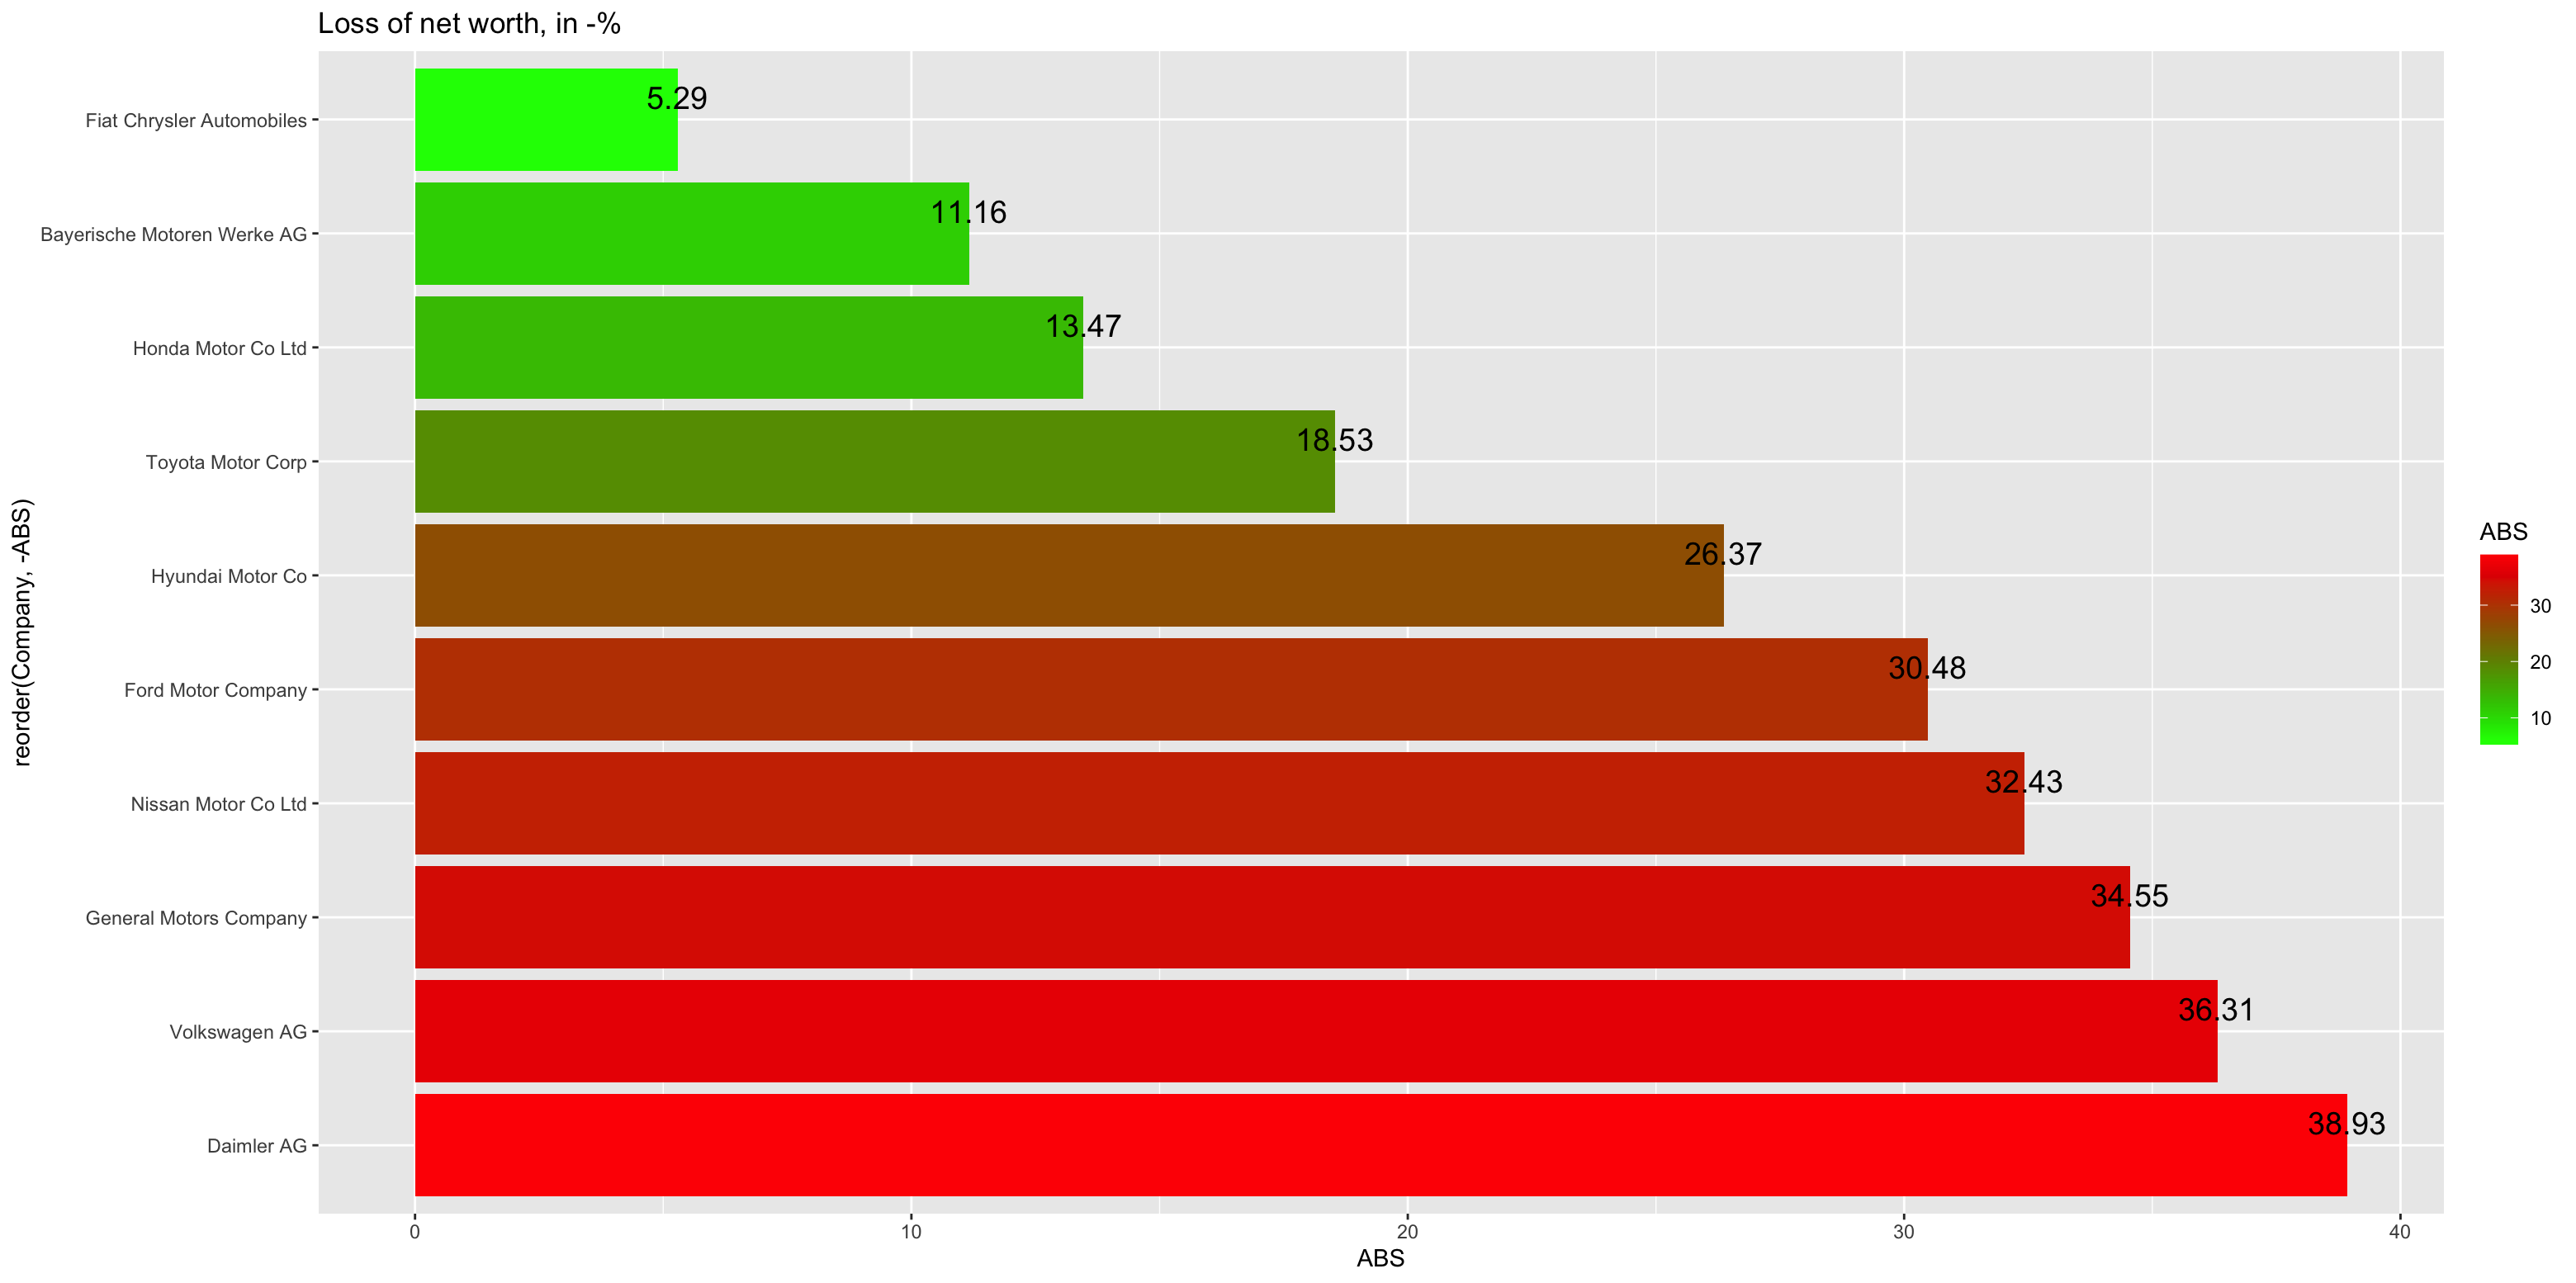 Loss of net worth, in -%
Fiat Chrysler Automobiles 5.29
Bayerische Motoren Werke AG 11.16
Honda Motor Co Ltd 13.47
Toyota Motor Corp 18.53
Hyundai Motor Co 26.37
Ford Motor Company 30.48
Nissan Motor Co Ltd 32.43
General Motors Company 34.55
Volkswagen AG 36.31
Daimler AG 38.93
reorder(Company, -ABS)
0 10 20 30 40
ABS
ABS
30
20
10